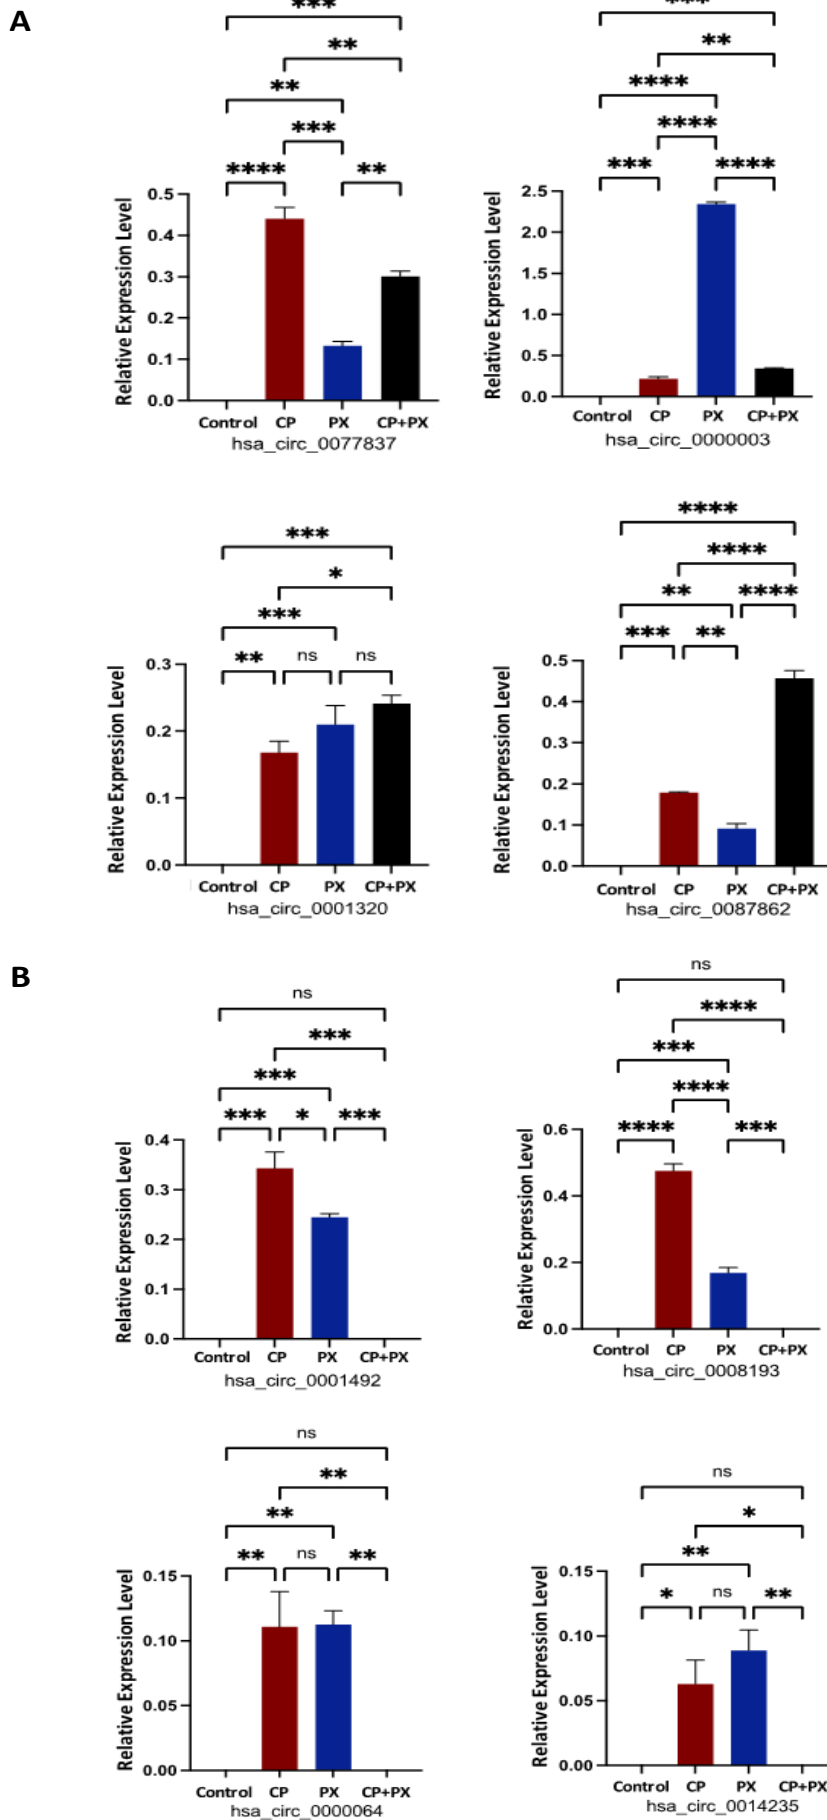 A
***
**
**
***
**** **
Relative Expression Level
0.5
0.4
0.3
0.2
0.1
0.0
Control CP PX CP+PX
hsa_circ_0077837
***
**
****
****
*** ****
Relative Expression Level
2.5
2.0
1.5
1.0
0.5
0.0
Control CP PX CP+PX
hsa_circ_0000003
***
*
***
** ns ns
Relative Expression Level
0.3
0.2
0.1
0.0
Control CP PX CP+PX
hsa_circ_0001320
****
****
** ****
*** **
Relative Expression Level
0.5
0.4
0.3
0.2
0.1
0.0
Control CP PX CP+PX
hsa_circ_0087862
B
ns
***
***
*** * ***
Relative Expression Level
0.4
0.3
0.2
0.1
0.0
Control CP PX CP+PX
hsa_circ_0001492
ns
****
***
****
**** ***
Relative Expression Level
0.6
0.4
0.2
0.0
Control CP PX CP+PX
hsa_circ_0008193
ns
**
**
** ns **
Relative Expression Level
0.15
0.10
0.05
0.00
Control CP PX CP+PX
hsa_circ_0000064
ns
*
**
* ns **
Relative Expression Level
0.15
0.10
0.05
0.00
Control CP PX CP+PX
hsa_circ_0014235